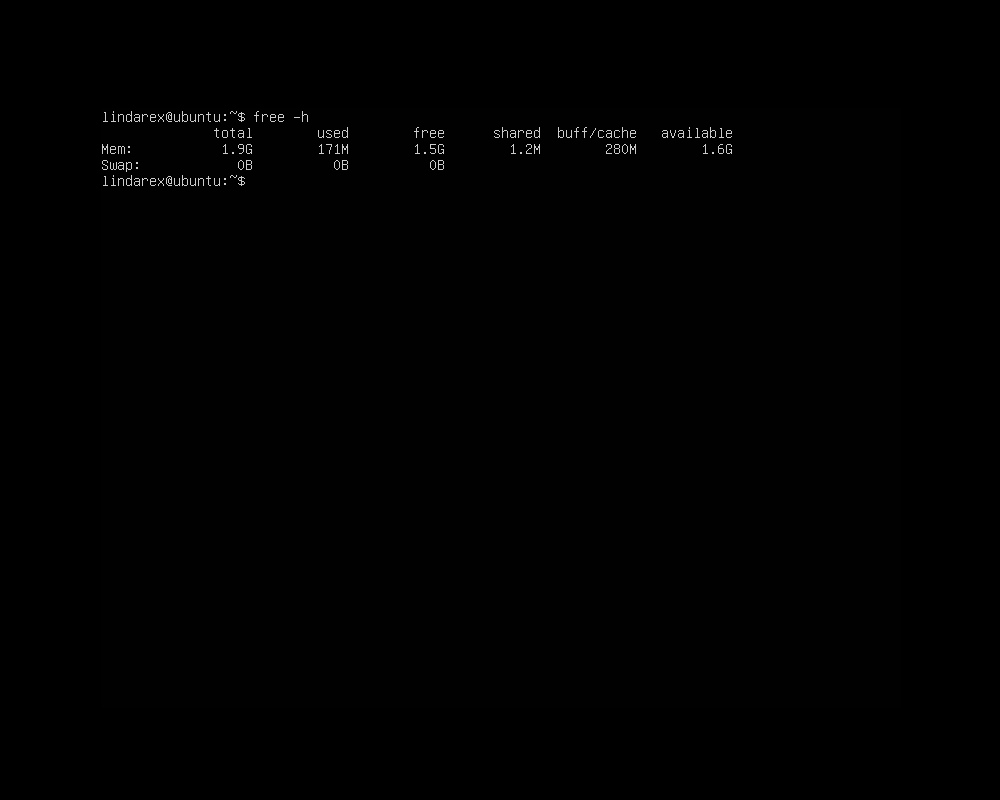 lindarex@ubuntu:~$ free -h
              total        used        free      shared  buff/cache   available
Mem:           1.9G        171M        1.5G        1.2M        280M        1.6G
Swap:            0B          0B          0B
lindarex@ubuntu:~$